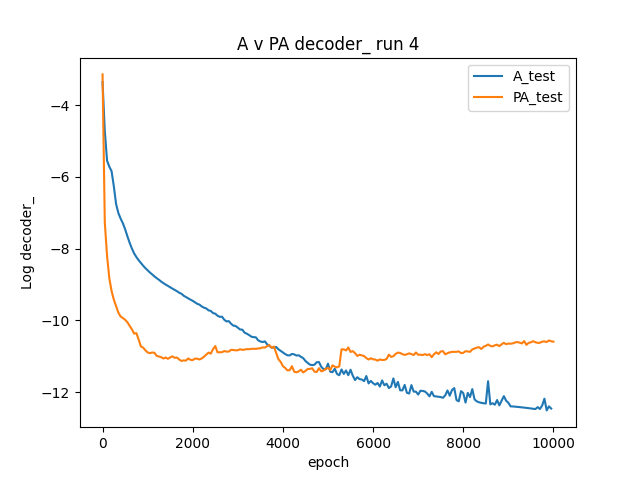 A v PA decoder_ run 4
A_test
PA_test
Log decoder_
−4
−6
−8
−10
−12
0
2000
4000
6000
8000
10000
epoch